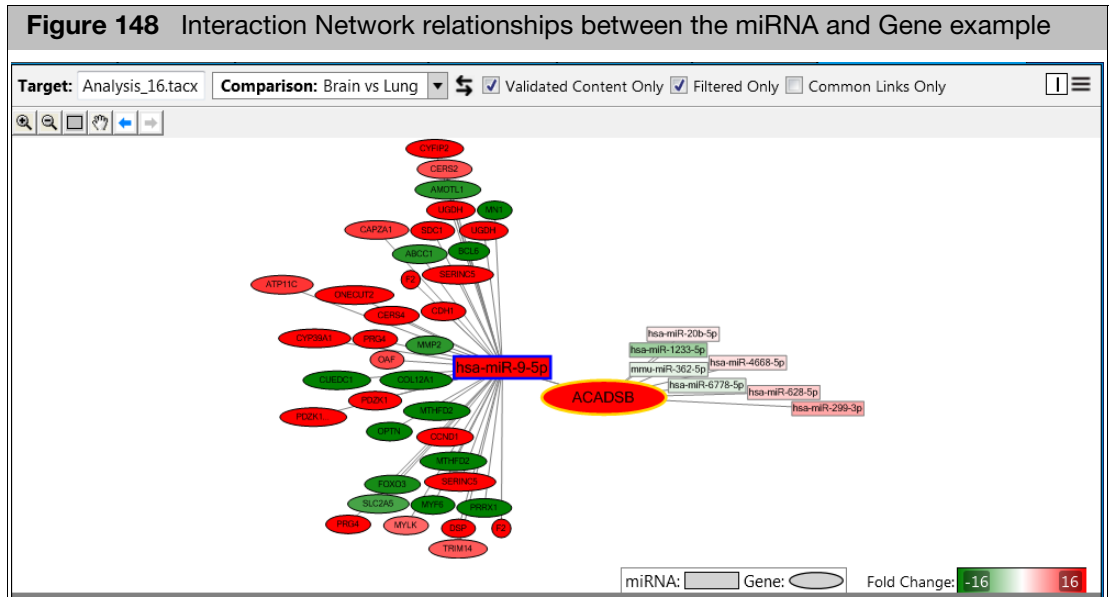 Figure 148 Interaction Network relationships between the miRNA and Gene example
Target: Analysis_16.tacx Comparison: Brain vs Lung Validated Content Only Filtered Only Common Links Only
CYFIP2
CERS2
AMOTL1
UGDH MN1
CAPZA1 SDC1 UGDH
ABCC1 BCL6
F2 SERINC5
ATP11C
ONECUT2
CERS4 CDH1
hsa-miR-20b-5p
CYP39A1 PRG4 MMP2 hsa-miR-1233-5p
OAF hsa-miR-9-5p mmu-miR-362-5p hsa-miR-4668-5p
CUEDC1 COL12A1 hsa-miR-6778-5p
hsa-miR-628-5p
PDZK1 ACADSB
hsa-miR-299-3p
PDZK1 MTHFD2
OPTN CCND1
MTHFD2
FOXO3 SERINC5
SLC2A5 MYF6 PRRX1
PRG4 MYLK DSP F2
TRIM14
miRNA: Gene: Fold Change: -16 16